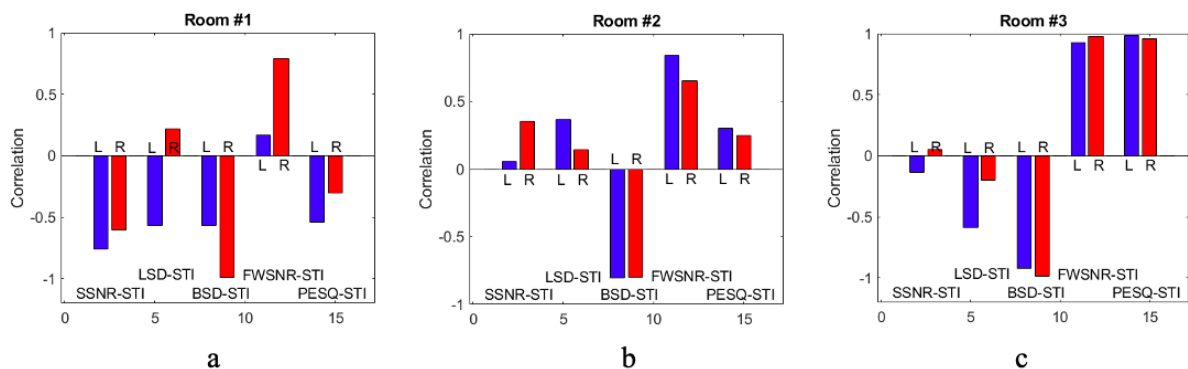 Room #1
Correlation
1
0.5
0
-0.5
-1
L R L R L R L R
L R
LSD-STI FWSNR-STI
SSNR-STI BSD-STI PESQ-STI
0 5 10 15
a
Room #2
Correlation
1
0.5
0
-0.5
-1
L R
L R L R L R L R
LSD-STI FWSNR-STI
SSNR-STI BSD-STI PESQ-STI
0 5 10 15
b
Room #3
Correlation
1
0.5
0
-0.5
-1
L R L R L R
L R L R
LSD-STI FWSNR-STI
SSNR-STI BSD-STI PESQ-STI
0 5 10 15
c